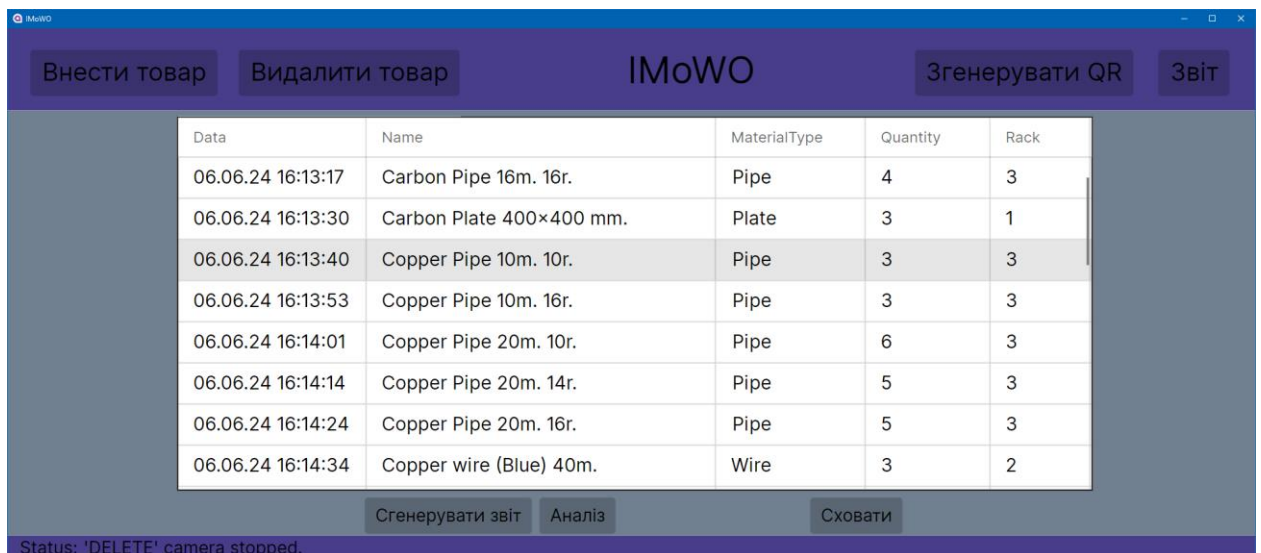 IMoWO
Внести товар Видалити товар IMoWO Згенерувати QR Звіт
Data Name MaterialType Quantity Rack
06.06.24 16:13:17 Carbon Pipe 16m. 16r. Pipe 4 3
06.06.24 16:13:30 Carbon Plate 400×400 mm. Plate 3 1
06.06.24 16:13:40 Copper Pipe 10m. 10r. Pipe 3 3
06.06.24 16:13:53 Copper Pipe 10m. 16r. Pipe 3 3
06.06.24 16:14:01 Copper Pipe 20m. 10r. Pipe 6 3
06.06.24 16:14:14 Copper Pipe 20m. 14r. Pipe 5 3
06.06.24 16:14:24 Copper Pipe 20m. 16r. Pipe 5 3
06.06.24 16:14:34 Copper wire (Blue) 40m. Wire 3 2
Сгенерувати звіт Аналіз Сховати
Status: 'DELETE' camera stopped.